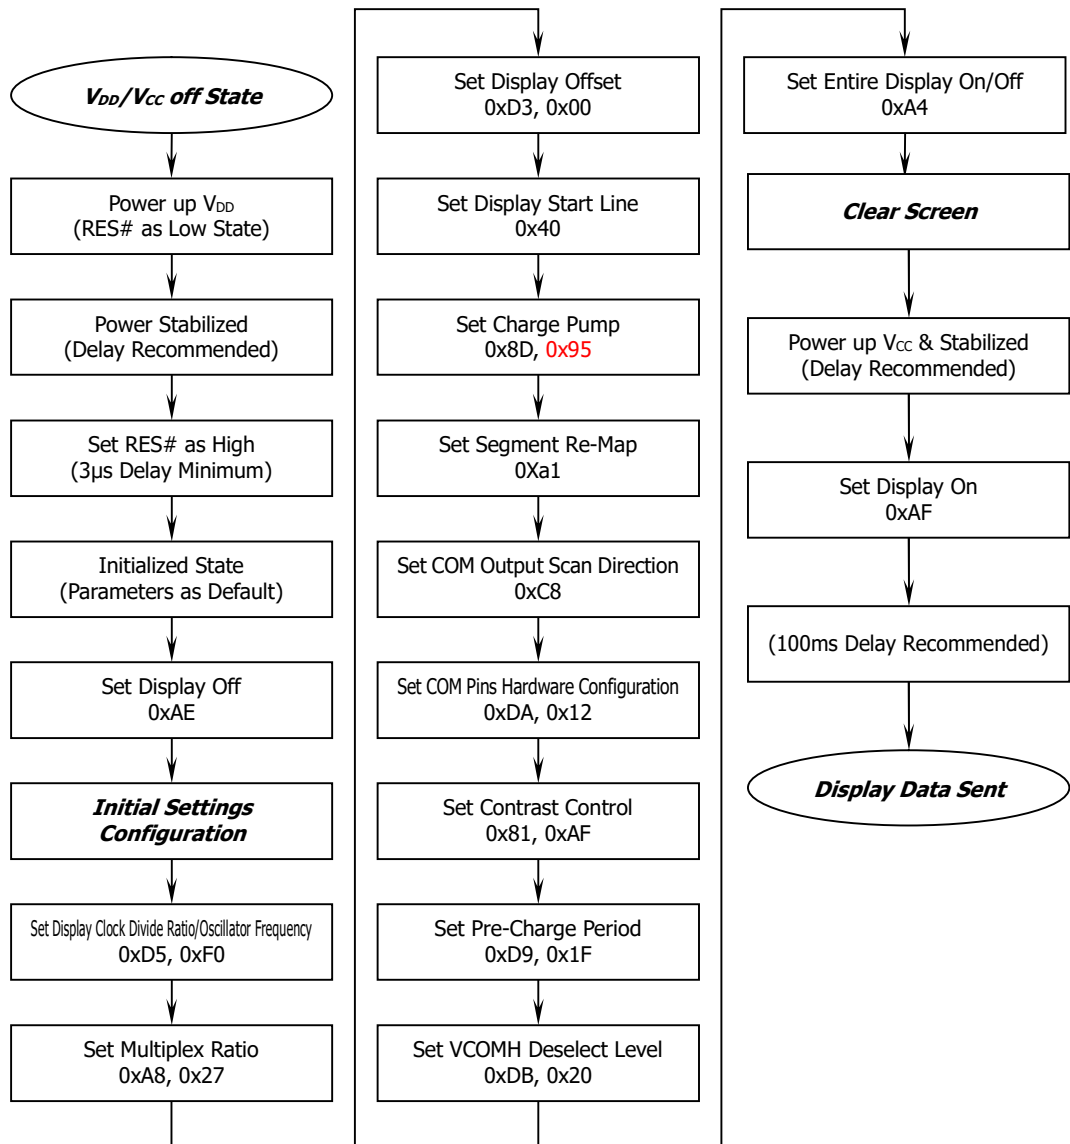 VDD/VCC off State
Power up VDD
(RES# as Low State)
Power Stabilized
(Delay Recommended)
Set RES# as High
(3μs Delay Minimum)
Initialized State
(Parameters as Default)
Set Display Off
0xAE
Initial Settings
Configuration
Set Display Clock Divide Ratio/Oscillator Frequency
0xD5, 0xF0
Set Multiplex Ratio
0xA8, 0x27
Set Display Offset
0xD3, 0x00
Set Display Start Line
0x40
Set Charge Pump
0x8D, 0x95
Set Segment Re-Map
0Xa1
Set COM Output Scan Direction
0xC8
Set COM Pins Hardware Configuration
0xDA, 0x12
Set Contrast Control
0x81, 0xAF
Set Pre-Charge Period
0xD9, 0x1F
Set VCOMH Deselect Level
0xDB, 0x20
Set Entire Display On/Off
0xA4
Clear Screen
Power up VCC & Stabilized
(Delay Recommended)
Set Display On
0xAF
(100ms Delay Recommended)
Display Data Sent